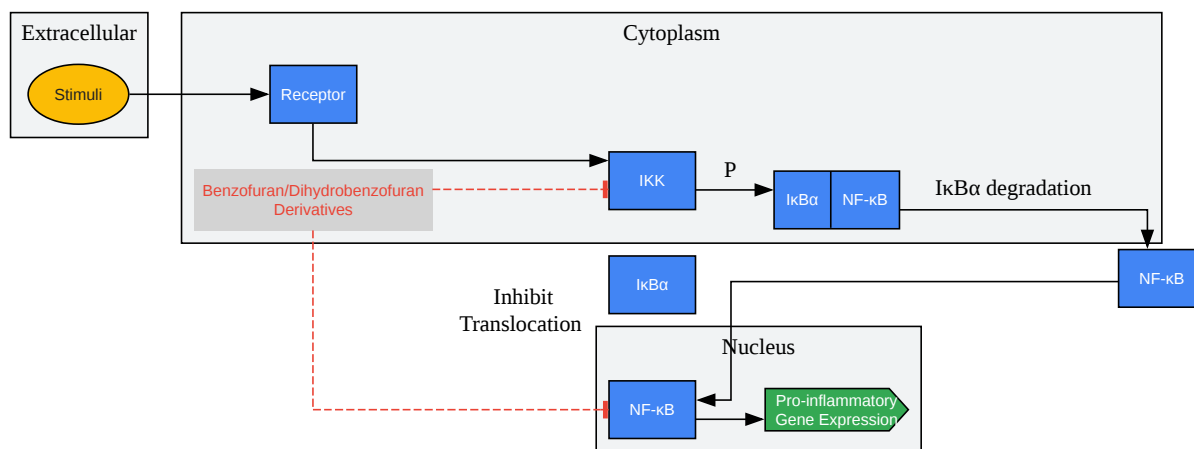 Extracellular
Cytoplasm
Stimuli
Receptor
Benzofuran/Dihydrobenzofuran
Derivatives
IKK
P
IκBα
NF-κB
IκBα degradation
NF-κB
IκBα
Inhibit
Translocation
Nucleus
NF-κB
Pro-inflammatory
Gene Expression